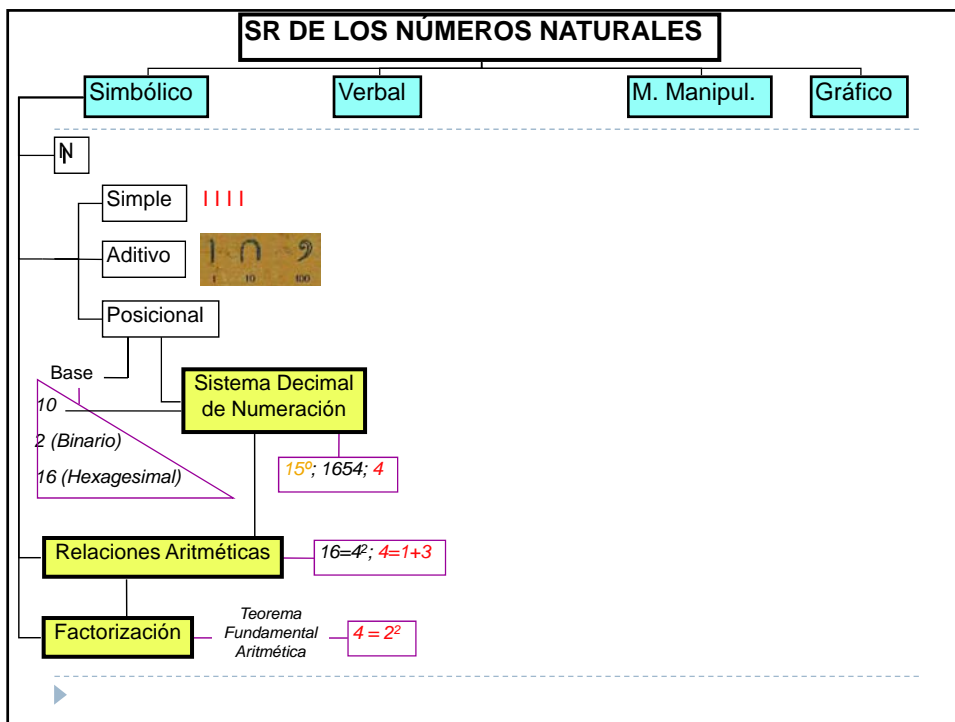 SR DE LOS NÚMEROS NATURALES
Simbólico
Verbal
M. Manipul.
Gráfico
ℕ
Simple
I I I I
Aditivo
1 10 100
Posicional
Base
10
2 (Binario)
16 (Hexagesimal)
Sistema Decimal
de Numeración
15º; 1654; 4
Relaciones Aritméticas
16=4²; 4=1+3
Factorización
Teorema
Fundamental
Aritmética
4 = 2²